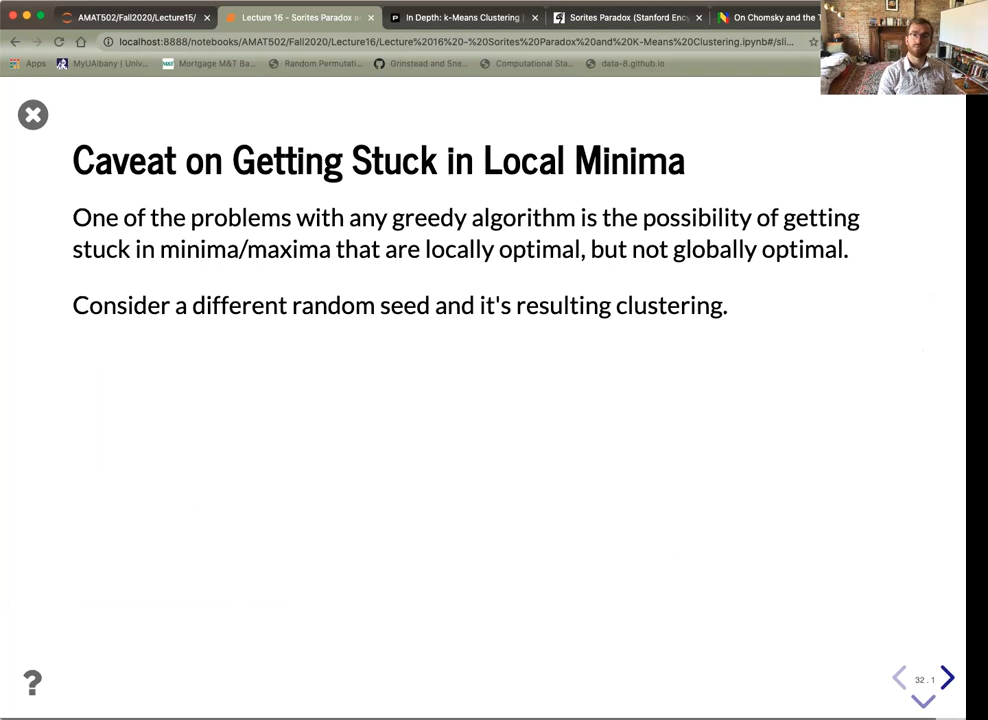 AMAT502/Fall2020/Lecture15/
Lecture 16 - Sorites Paradox a
In Depth: k-Means Clustering
Sorites Paradox (Stanford Ency
On Chomsky and the T
localhost:8888/notebooks/AMAT502/Fall2020/Lecture16/Lecture%2016%20-%20Sorites%20Paradox%20and%20K-Means%20Clustering.ipynb#/sli...
Apps
MyUAlbany | Univ...
Mortgage M&T Ba...
Random Permutati...
Grinstead and Sne...
Computational Sta...
data-8.github.io
Caveat on Getting Stuck in Local Minima
One of the problems with any greedy algorithm is the possibility of getting
stuck in minima/maxima that are locally optimal, but not globally optimal.
Consider a different random seed and it's resulting clustering.
?
32 . 1